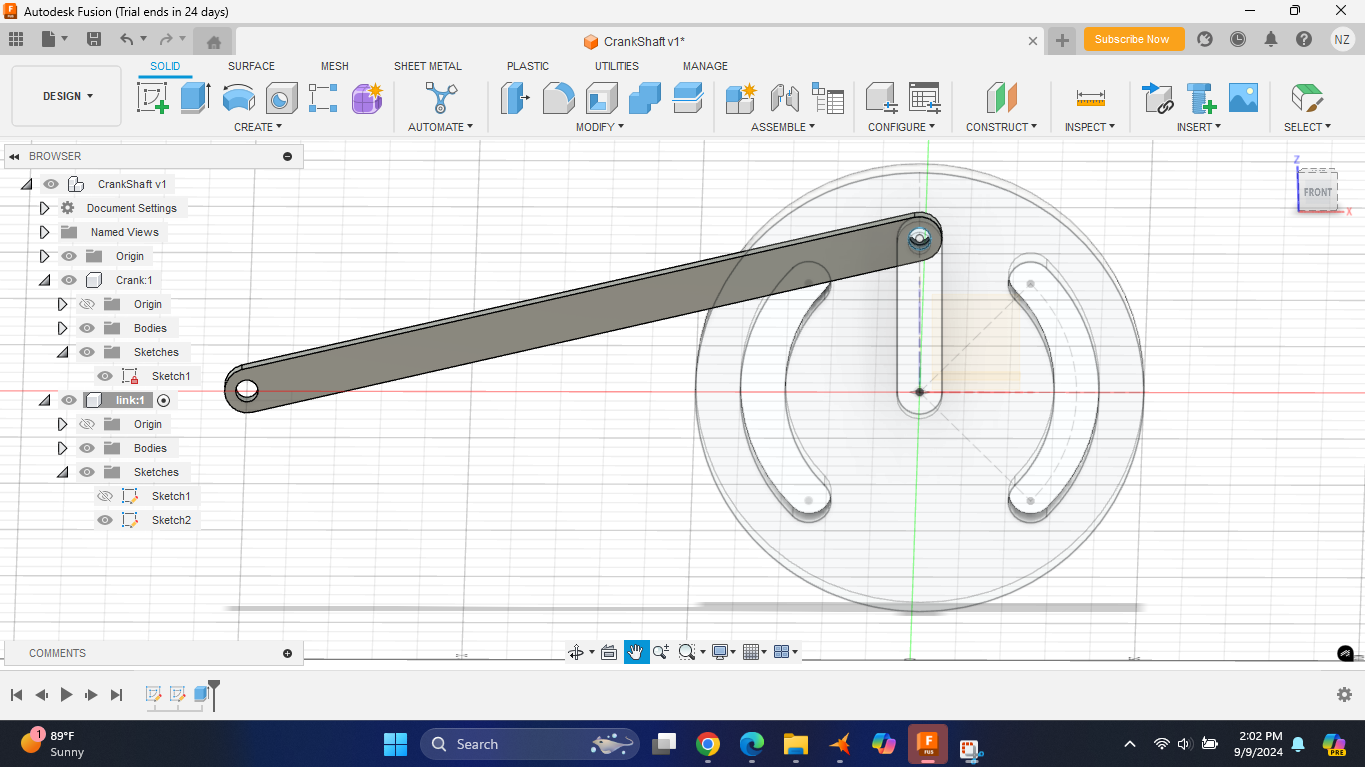 Autodesk Fusion (Trial ends in 24 days)
CrankShaft v1*
Subscribe Now
NZ
SOLID SURFACE MESH SHEET METAL PLASTIC UTILITIES MANAGE
DESIGN
CREATE AUTOMATE MODIFY ASSEMBLE CONFIGURE CONSTRUCT INSPECT INSERT SELECT
BROWSER
CrankShaft v1
Document Settings
Named Views
Origin
Crank:1
Origin
Bodies
Sketches
Sketch1
link:1
Origin
Bodies
Sketches
Sketch1
Sketch2
Z
FRONT
X
COMMENTS
1
89°F
Sunny
Search
F
FUS
2:02 PM
9/9/2024
PRE